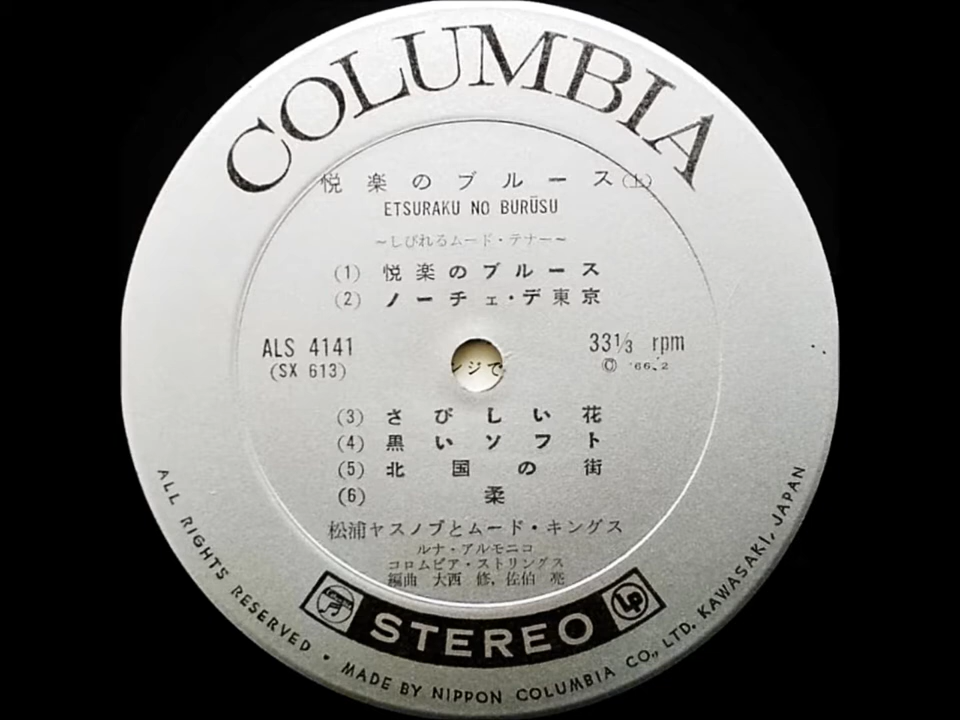 COLUMBIA
悦楽のブルース(上)
ETSURAKU NO BURŪSU
~しびれるムード・テナー~
(1) 悦楽のブルース
(2) ノーチェ・デ東京
ALS 4141
(SX 613)
33⅓ rpm
Ⓒ '66.2
ンジで
(3) さびしい花
(4) 黒いソフト
(5) 北国の街
(6) 柔
松浦ヤスノブとムード・キングス
ルナ・アルモニコ
コロムビア・ストリングス
編曲 大西 修, 佐伯 亮
STEREO
LP
ALL RIGHTS RESERVED • MADE BY NIPPON COLUMBIA CO., LTD. KAWASAKI, JAPAN